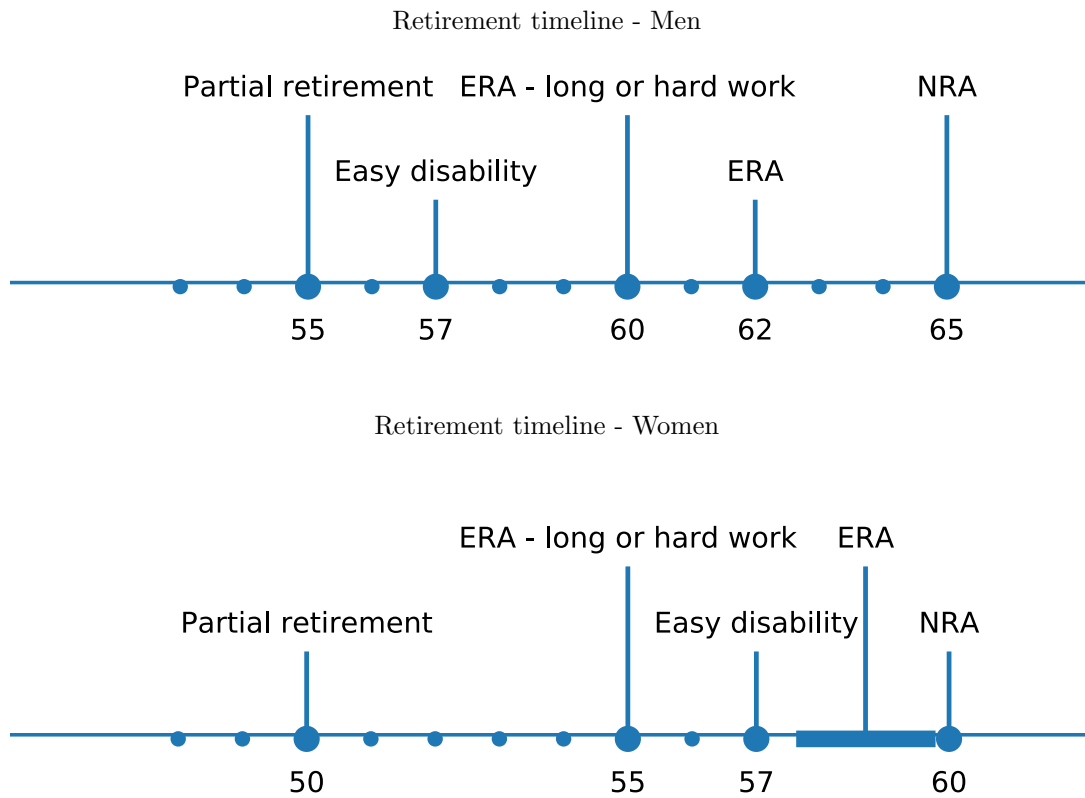 Retirement timeline - Men
Partial retirement ERA - long or hard work NRA
Easy disability ERA
55 57 60 62 65
Retirement timeline - Women
ERA - long or hard work ERA
Partial retirement Easy disability NRA
50 55 57 60